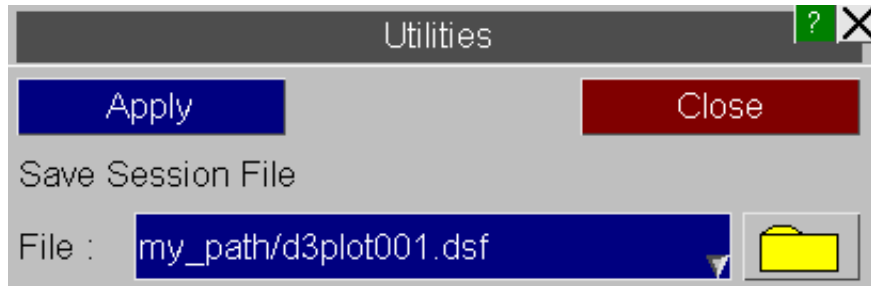 Utilities ?
Apply Close
Save Session File
File : my_path/d3plot001.dsf